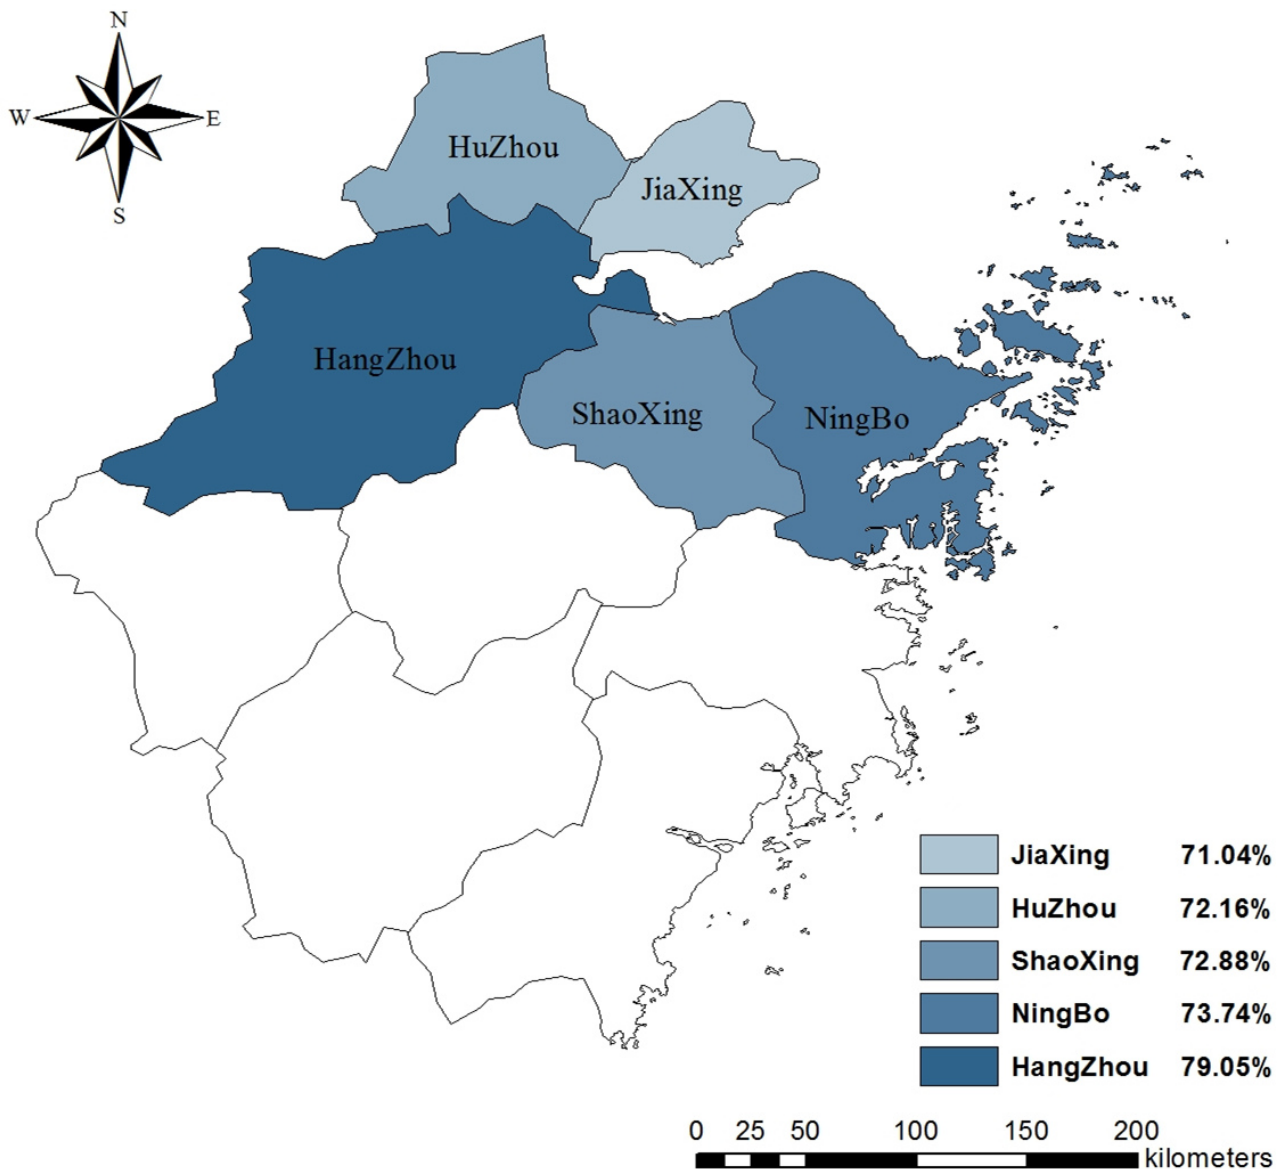 N
W E
S
HuZhou
JiaXing
HangZhou
ShaoXing
NingBo
JiaXing 71.04%
HuZhou 72.16%
ShaoXing 72.88%
NingBo 73.74%
HangZhou 79.05%
0 25 50 100 150 200
kilometers